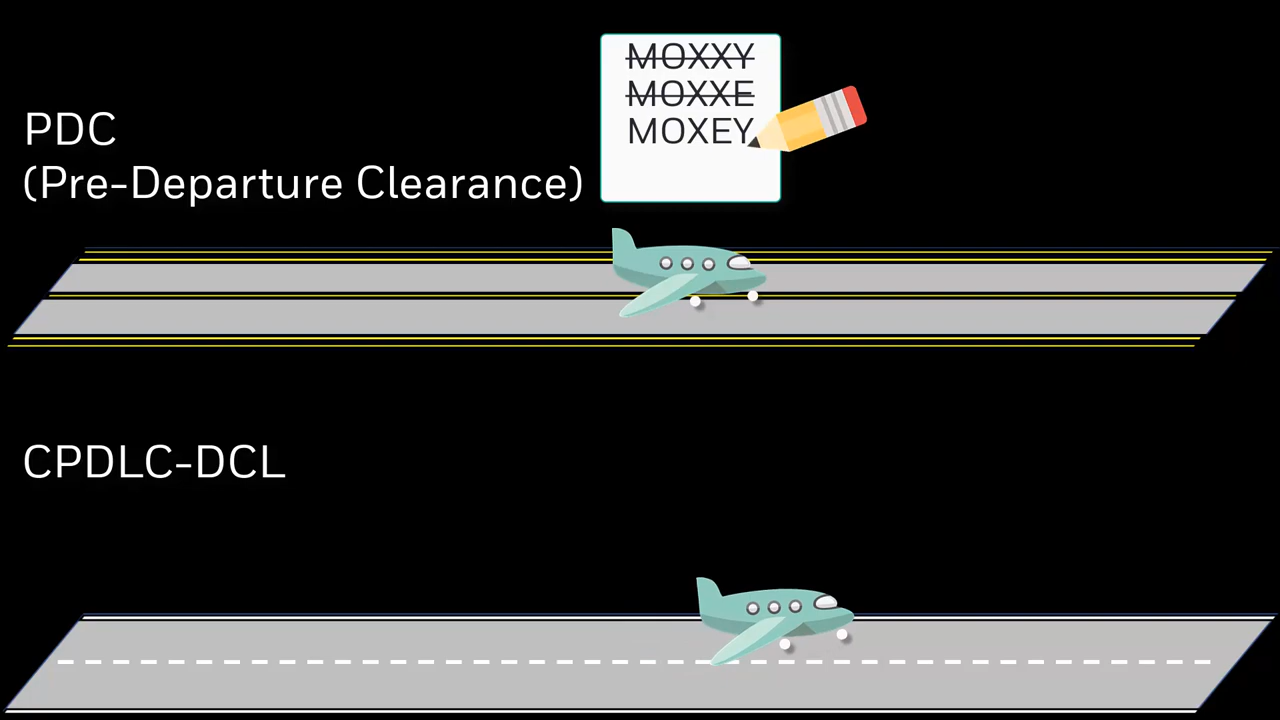 MOXXY
MOXXE
MOXEY
PDC
(Pre-Departure Clearance)
CPDLC-DCL